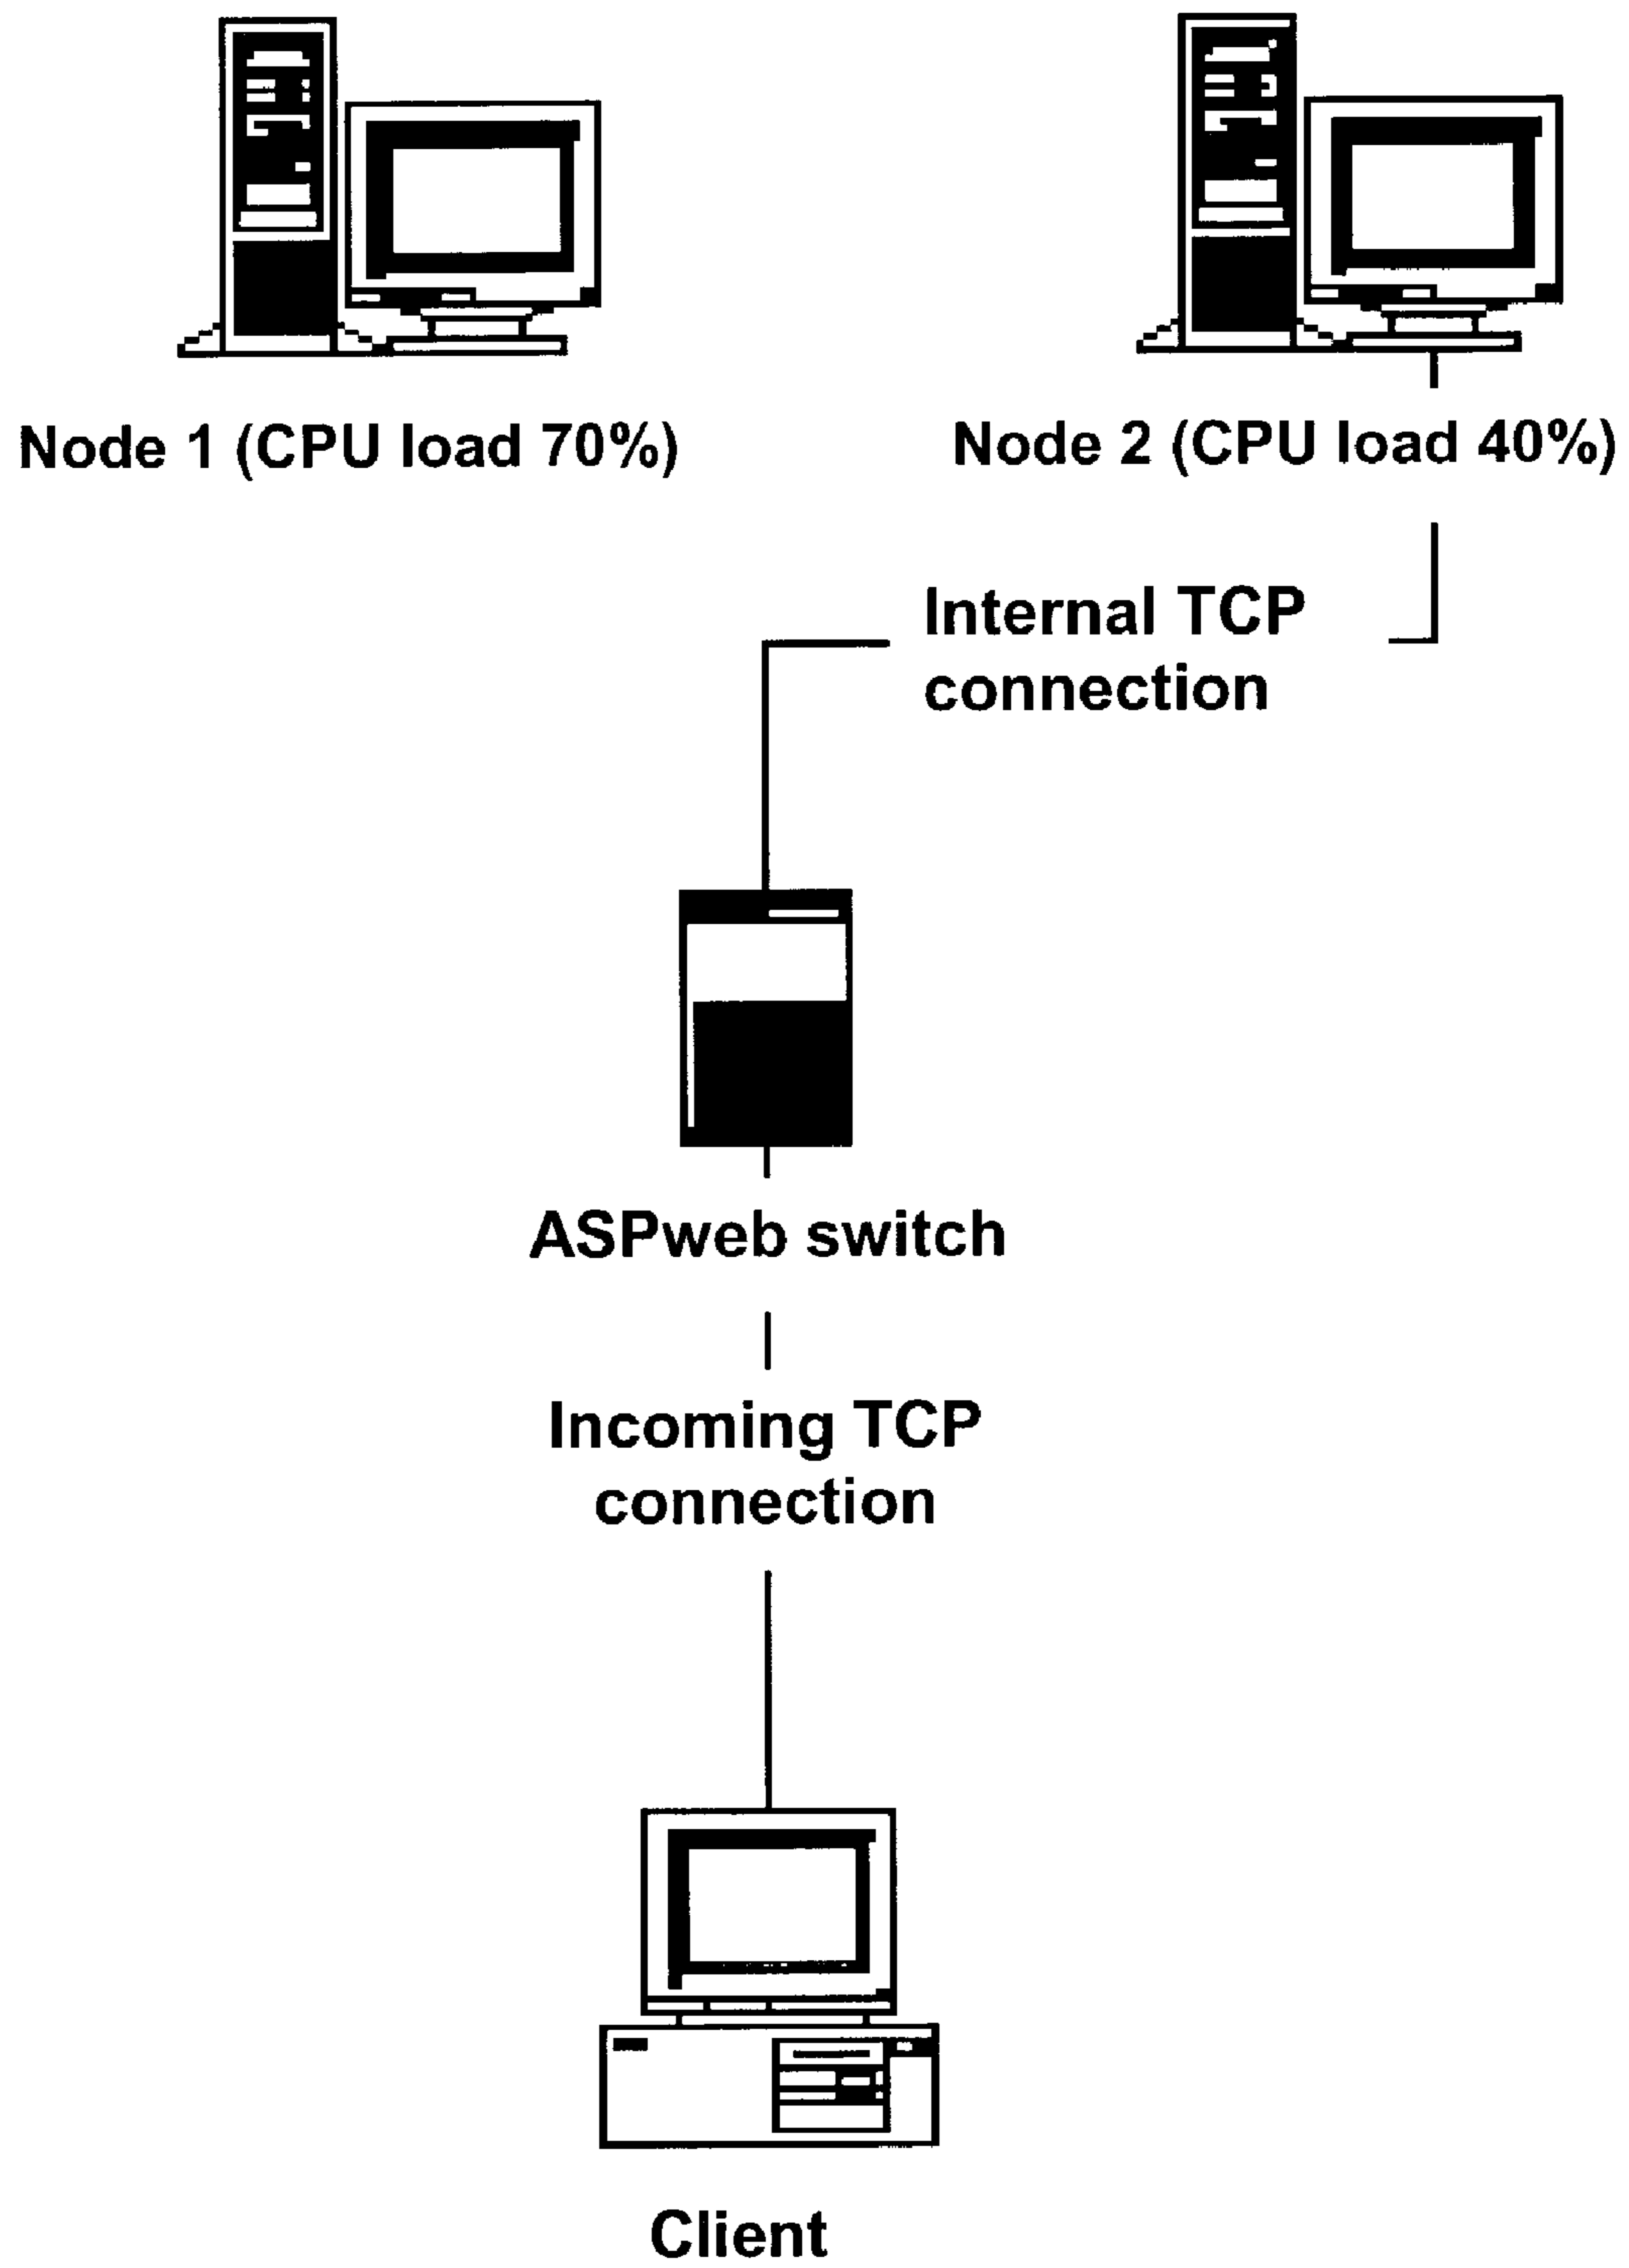 Node 1 (CPU load 70%)
Node 2 (CPU load 40%)
Internal TCP
connection
ASPweb switch
Incoming TCP
connection
Client